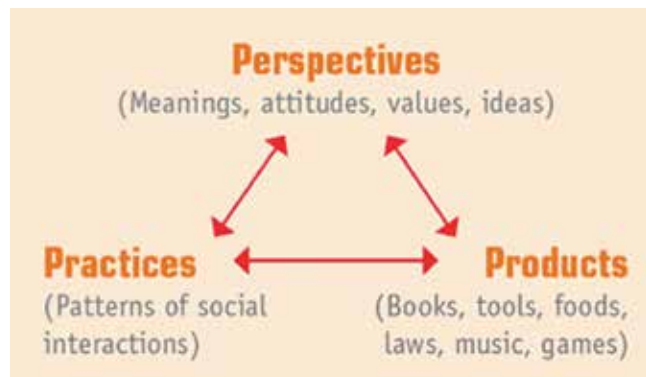 Perspectives
(Meanings, attitudes, values, ideas)
Practices
(Patterns of social
interactions)
Products
(Books, tools, foods,
laws, music, games)